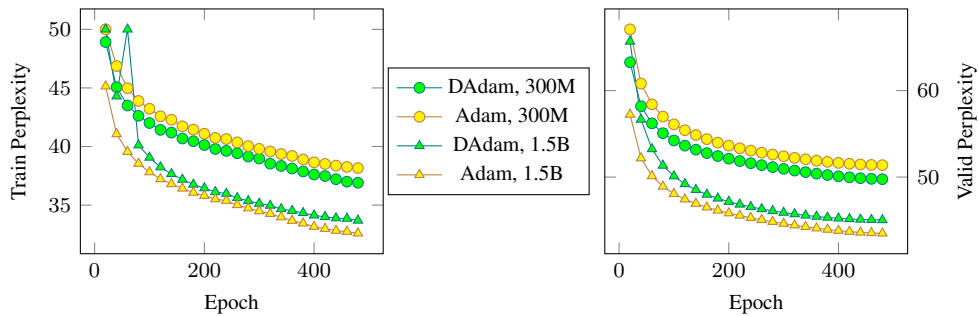 50
45
40
35
Train Perplexity
0
200
400
Epoch
DAdam, 300M
Adam, 300M
DAdam, 1.5B
Adam, 1.5B
60
50
Valid Perplexity
0
200
400
Epoch